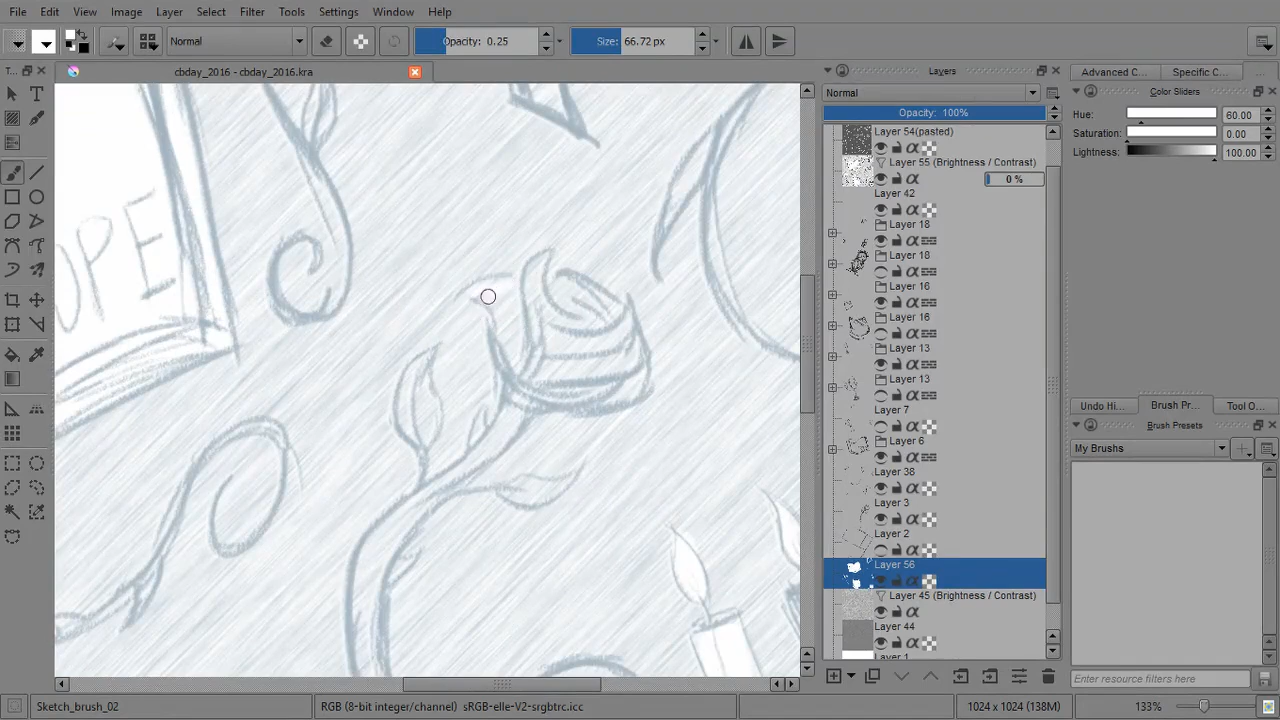 File Edit View Image Layer Select Filter Tools Settings Window Help
Normal Opacity: 0.25 Size: 66.72 px
T...
cbday_2016 - cbday_2016.kra
Layers
Advanced C... Specific C...
Color Sliders
Normal
Opacity: 100%
Hue: 60.00
Saturation: 0.00
Lightness: 100.00
Layer 54(pasted)
Layer 55 (Brightness / Contrast)
0 %
Layer 42
Layer 18
Layer 18
Layer 16
Layer 16
Layer 13
Layer 13
Layer 7
Layer 6
Layer 38
Layer 3
Layer 2
Layer 56
Layer 45 (Brightness / Contrast)
Layer 44
Layer 1
OPE
Undo Hi... Brush Pr... Tool O...
Brush Presets
My Brushs
Enter resource filters here
Sketch_brush_02
RGB (8-bit integer/channel) sRGB-elle-V2-srgbtrc.icc
1024 x 1024 (138M)
133%